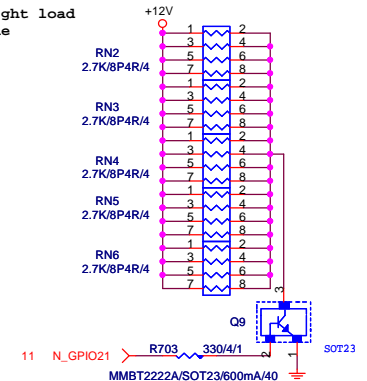 ght load
e
+12V
1 2
3 4
RN2
5 6
2.7K/8P4R/4
7 8
1 2
3 4
RN3
5 6
2.7K/8P4R/4
7 8
1 2
3 4
RN4
5 6
2.7K/8P4R/4
7 8
1 2
3 4
RN5
5 6
2.7K/8P4R/4
7 8
1 2
3 4
RN6
5 6
2.7K/8P4R/4
7 8
3
Q9
2 1
SOT23
R703 330/4/1
11 N_GPIO21
MMBT2222A/SOT23/600mA/40